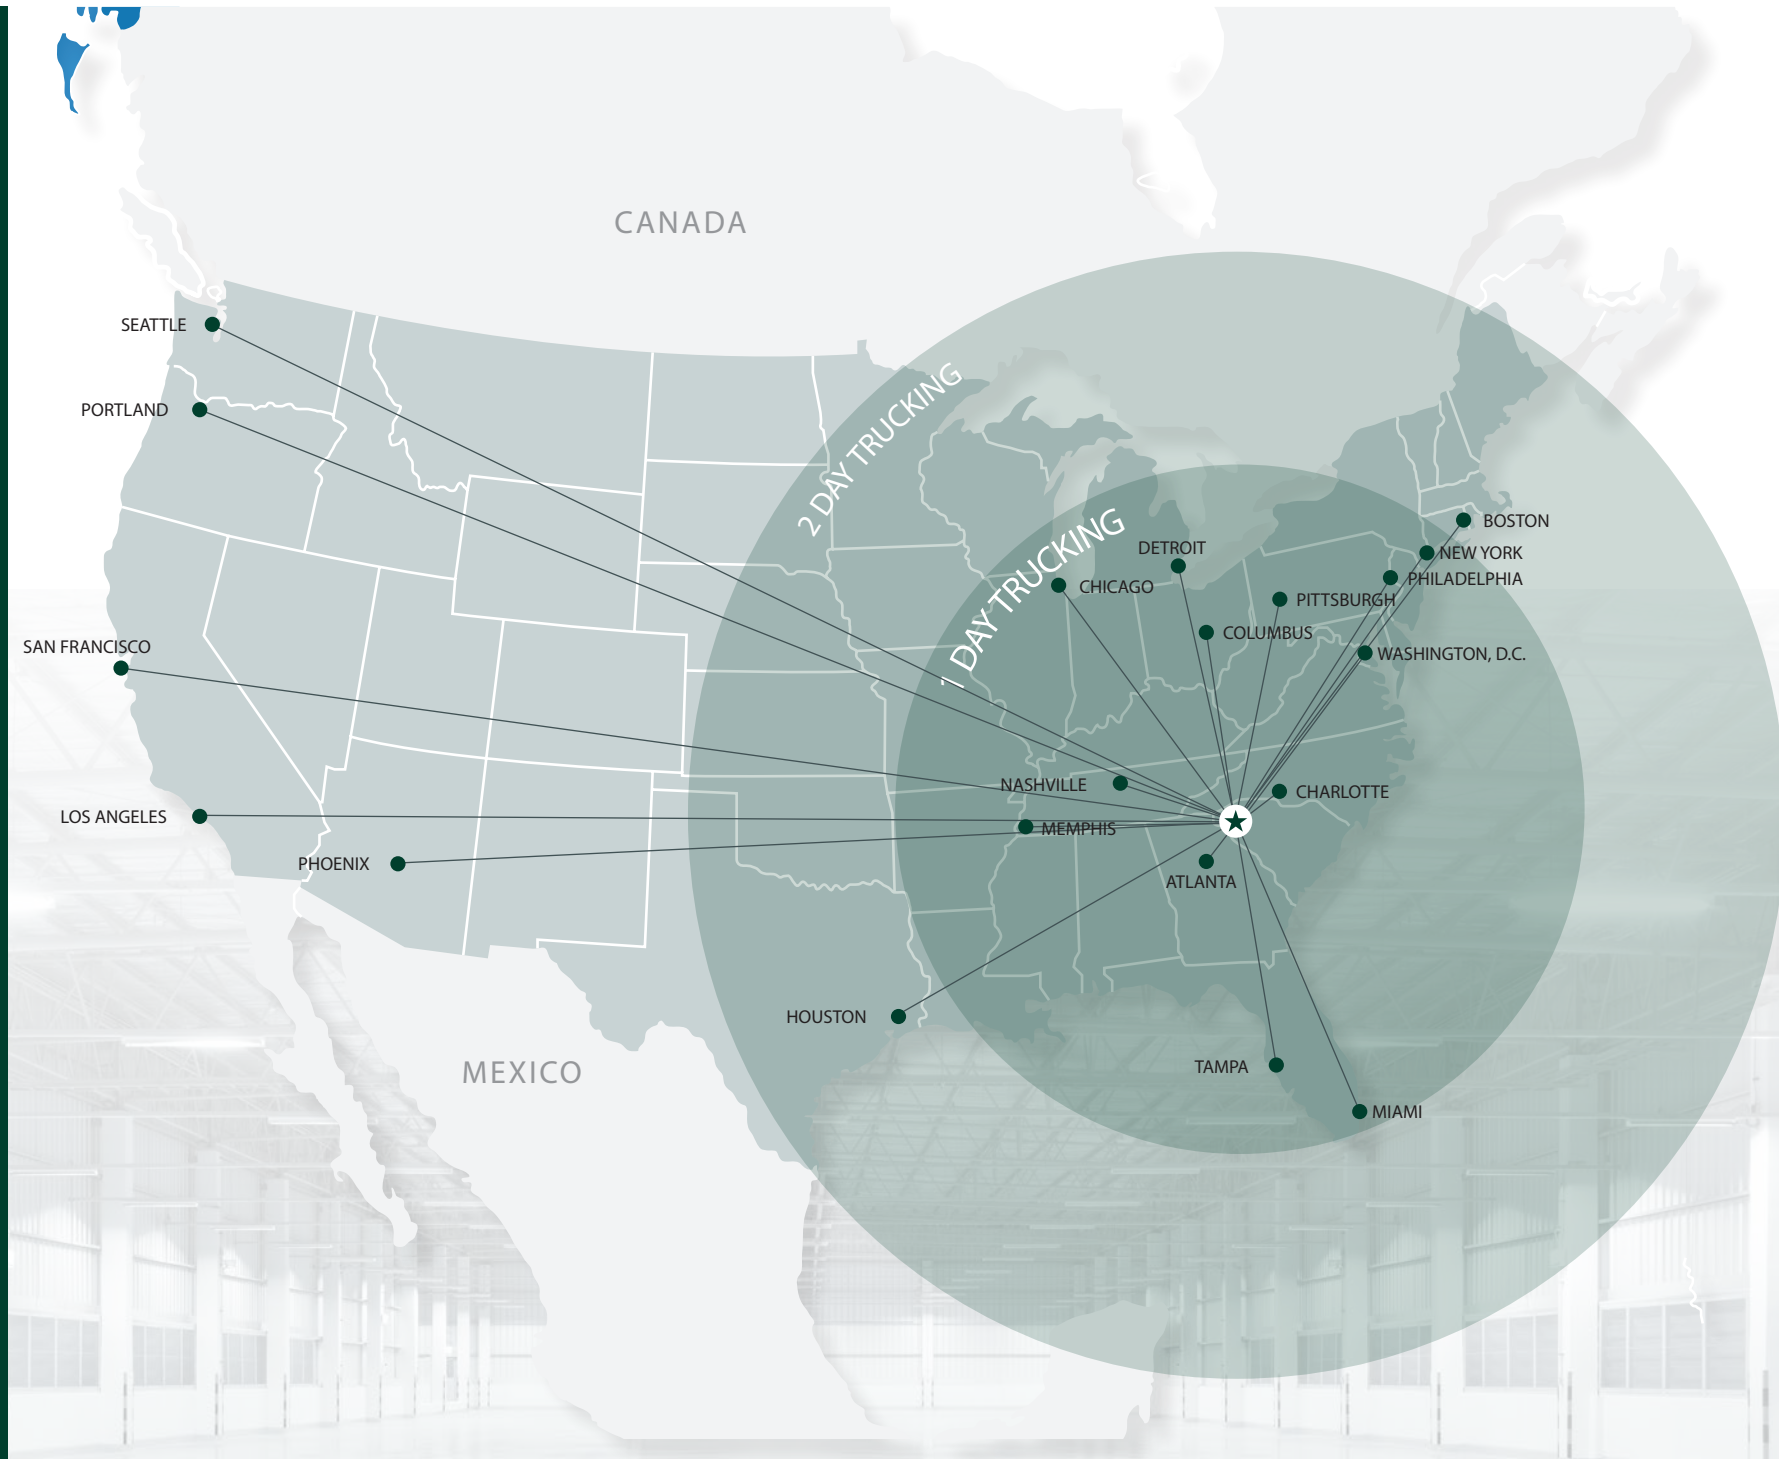 CANADA
SEATTLE
2 DAY TRUCKING
PORTLAND
1 DAY TRUCKING
BOSTON
DETROIT
NEW YORK
CHICAGO
PHILADELPHIA
PITTSBURGH
COLUMBUS
SAN FRANCISCO
WASHINGTON, D.C.
NASHVILLE
CHARLOTTE
LOS ANGELES
MEMPHIS
PHOENIX
ATLANTA
HOUSTON
MEXICO
TAMPA
MIAMI